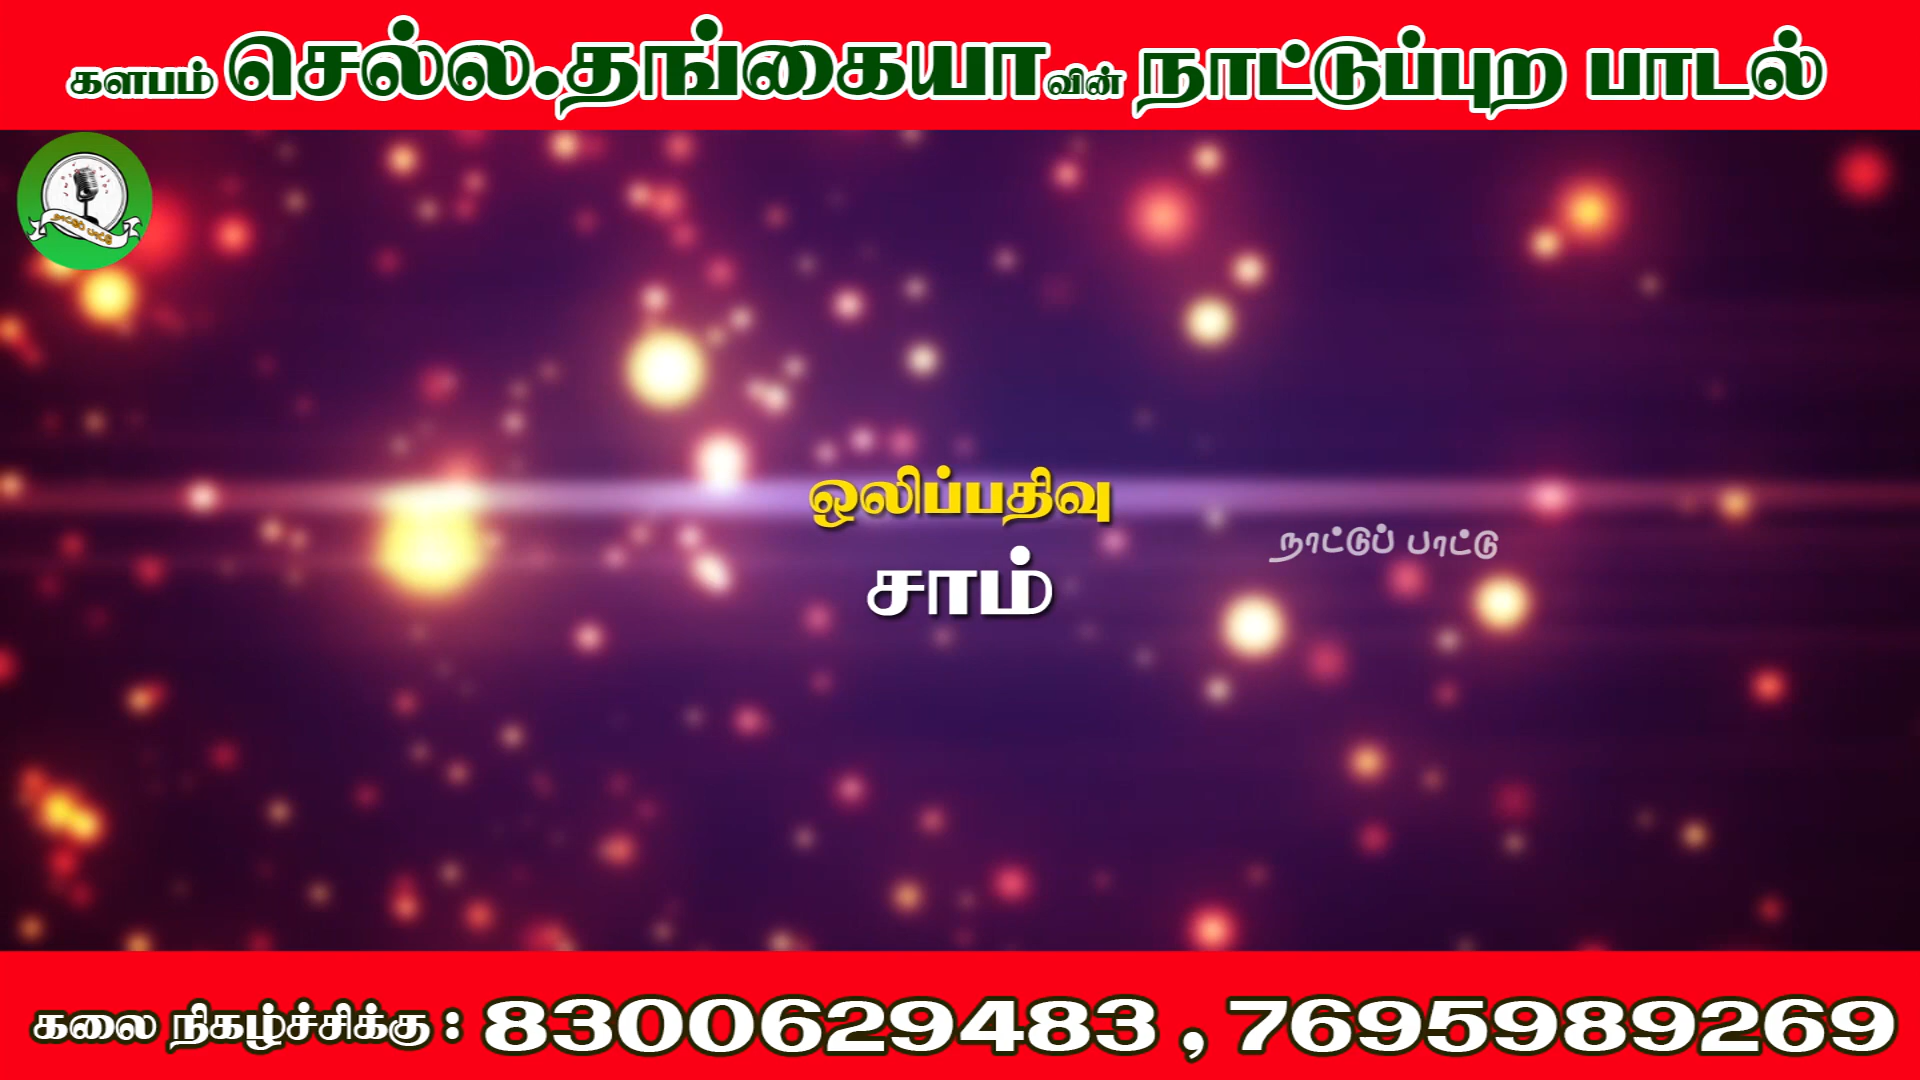 களபம் செல்ல.தங்கையாவின் நாட்டுப்புற பாடல்
நாட்டுப் பாட்டு
ஒலிப்பதிவு
நாட்டுப் பாட்டு
சாம்
கலை நிகழ்ச்சிக்கு : 8300629483 , 7695989269